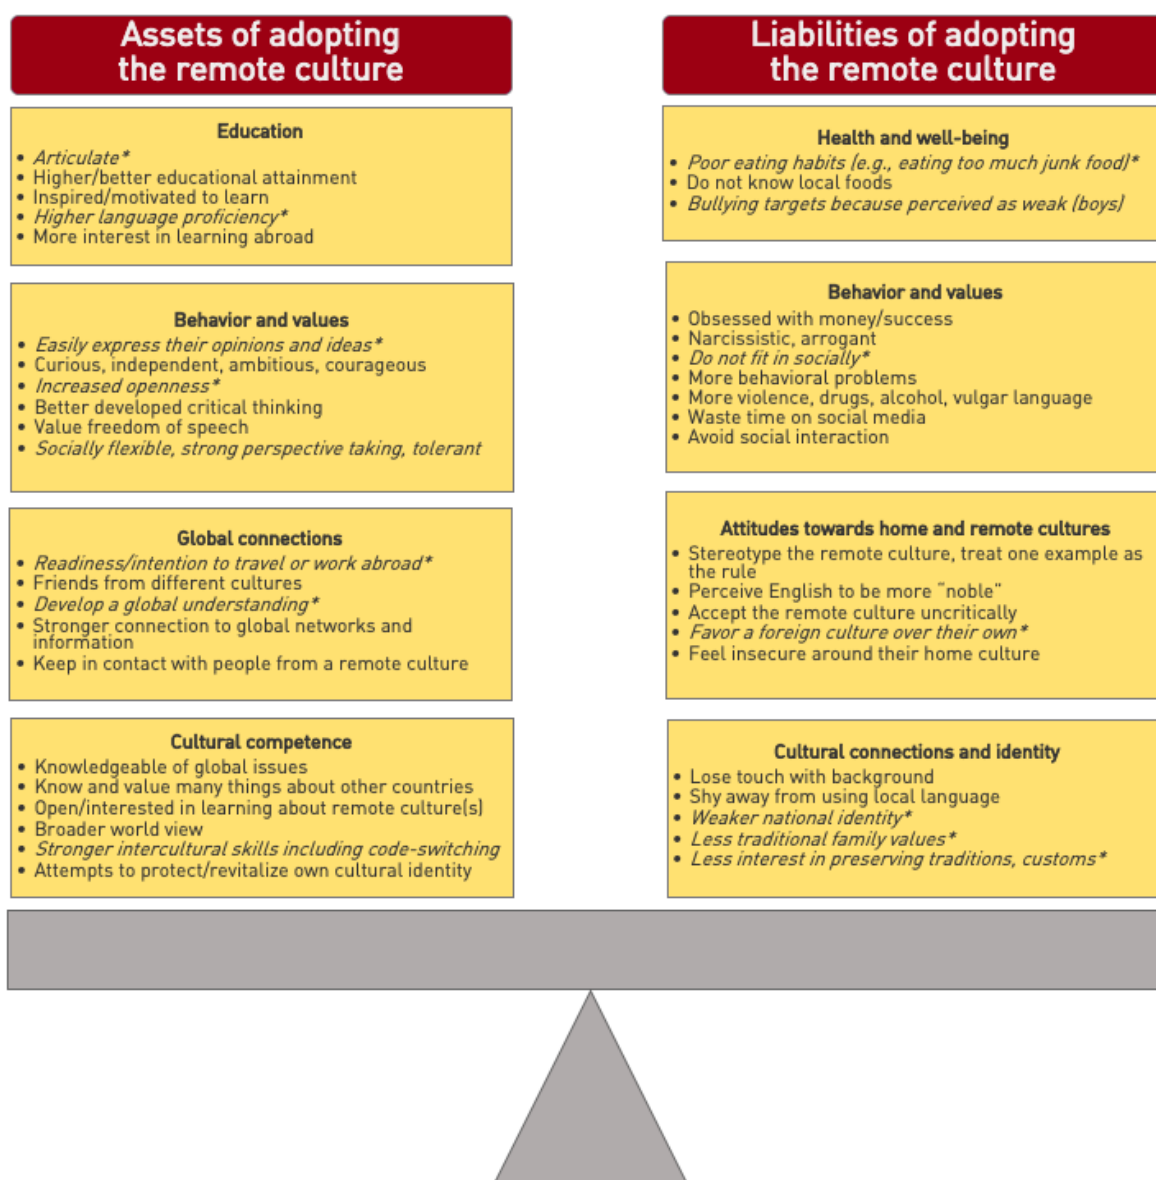 Assets of adopting
the remote culture
Education
• Articulate*
• Higher/better educational attainment
• Inspired/motivated to learn
• Higher language proficiency*
• More interest in learning abroad
Behavior and values
• Easily express their opinions and ideas*
• Curious, independent, ambitious, courageous
• Increased openness*
• Better developed critical thinking
• Value freedom of speech
• Socially flexible, strong perspective taking, tolerant
Global connections
• Readiness/intention to travel or work abroad*
• Friends from different cultures
• Develop a global understanding*
• Stronger connection to global networks and
information
• Keep in contact with people from a remote culture
Cultural competence
• Knowledgeable of global issues
• Know and value many things about other countries
• Open/interested in learning about remote culture(s)
• Broader world view
• Stronger intercultural skills including code-switching
• Attempts to protect/revitalize own cultural identity
Liabilities of adopting
the remote culture
Health and well-being
• Poor eating habits (e.g., eating too much junk food)*
• Do not know local foods
• Bullying targets because perceived as weak (boys)
Behavior and values
• Obsessed with money/success
• Narcissistic, arrogant
• Do not fit in socially*
• More behavioral problems
• More violence, drugs, alcohol, vulgar language
• Waste time on social media
• Avoid social interaction
Attitudes towards home and remote cultures
• Stereotype the remote culture, treat one example as
the rule
• Perceive English to be more "noble"
• Accept the remote culture uncritically
• Favor a foreign culture over their own*
• Feel insecure around their home culture
Cultural connections and identity
• Lose touch with background
• Shy away from using local language
• Weaker national identity*
• Less traditional family values*
• Less interest in preserving traditions, customs*